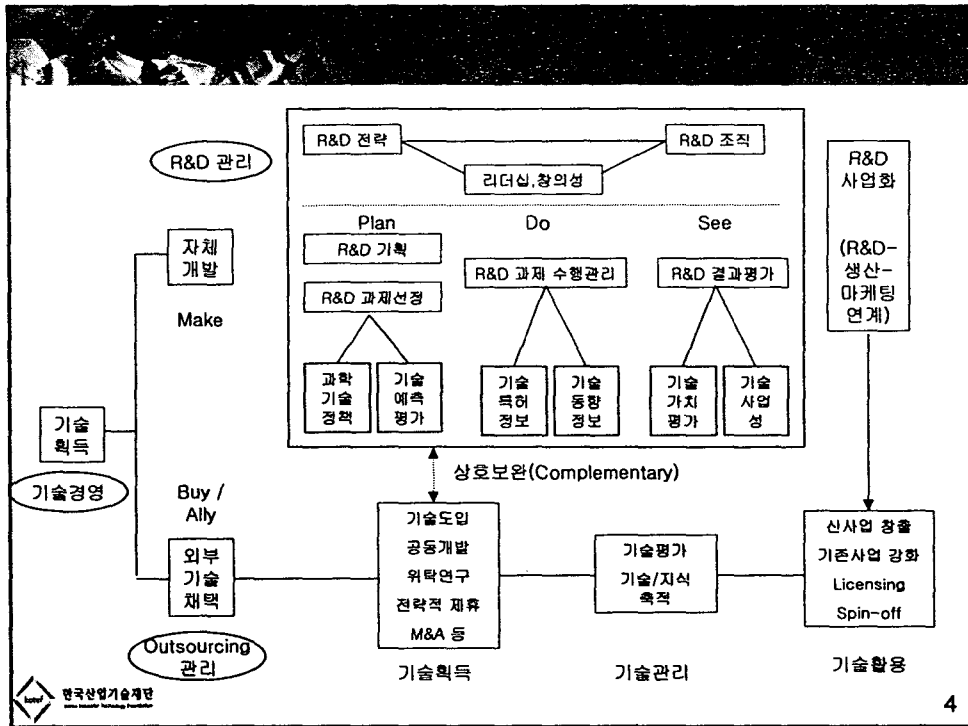 R&D 관리
R&D 전략
R&D 조직
리더십,창의성
Plan
Do
See
R&D 기획
R&D 과제선정
R&D 과제 수행관리
R&D 결과평가
과학
기술
정책
기술
예측
평가
기술
특허
정보
기술
동향
정보
기술
가치
평가
기술
사업
성
R&D
사업화
(R&D-
생산-
마케팅
연계)
자체
개발
Make
기술
획득
기술경영
Buy /
Ally
외부
기술
채택
Outsourcing
관리
상호보완(Complementary)
기술도입
공동개발
위탁연구
전략적 제휴
M&A 등
기술획득
기술평가
기술/지식
축적
기술관리
신사업 창출
기존사업 강화
Licensing
Spin-off
기술활용
한국산업기술재단
4